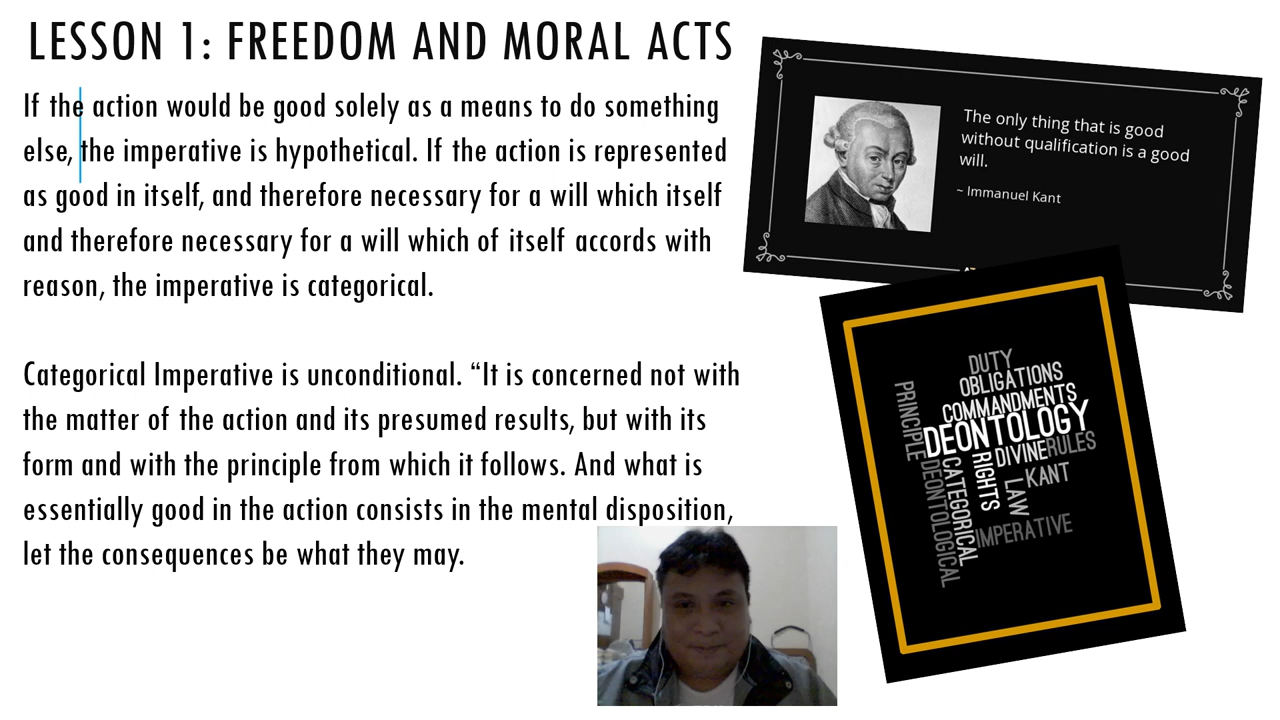 LESSON 1: FREEDOM AND MORAL ACTS
If the action would be good solely as a means to do something
else, the imperative is hypothetical. If the action is represented
as good in itself, and therefore necessary for a will which itself
and therefore necessary for a will which of itself accords with
reason, the imperative is categorical.
Categorical Imperative is unconditional. “It is concerned not with
the matter of the action and its presumed results, but with its
form and with the principle from which it follows. And what is
essentially good in the action consists in the mental disposition,
let the consequences be what they may.
The only thing that is good
without qualification is a good
will.
~ Immanuel Kant
DUTY
OBLIGATIONS
COMMANDMENTS
DEONTOLOGY
PRINCIPLE
DIVINE
RULES
RIGHTS
KANT
LAW
CATEGORICAL
DEONTOLOGICAL
IMPERATIVE